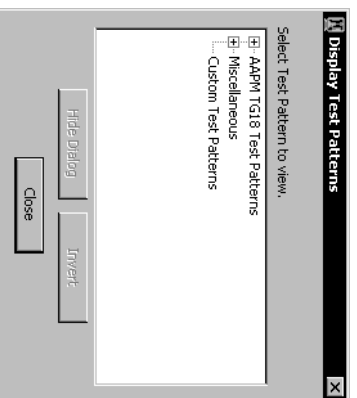 Display Test Patterns
Select Test Pattern to view.
AAPM TG18 Test Patterns
Miscellaneous
Custom Test Patterns
Hide Dialog
Invert
Close